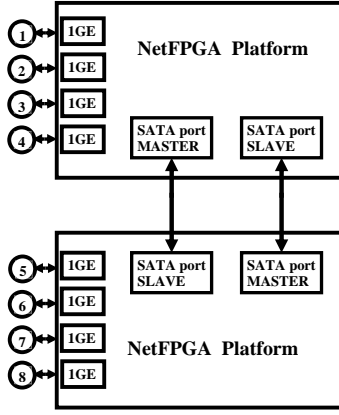 1
1GE
NetFPGA Platform
2
1GE
3
1GE
4
1GE
SATA port
MASTER
SATA port
SLAVE
5
1GE
SATA port
SLAVE
SATA port
MASTER
6
1GE
7
1GE
NetFPGA Platform
8
1GE